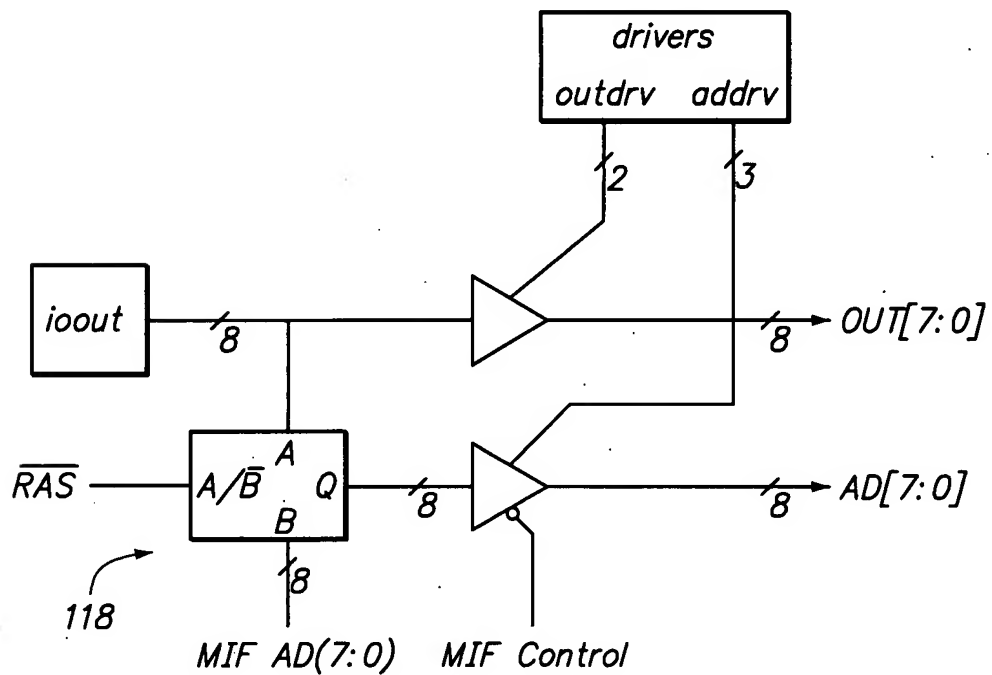 drivers
outdrv addrv
2 3
ioout
8
8
OUT[7:0]
A
R̅A̅S̅
A/B̅ Q
8
8
AD[7:0]
B
8
118
MIF AD(7:0) MIF Control